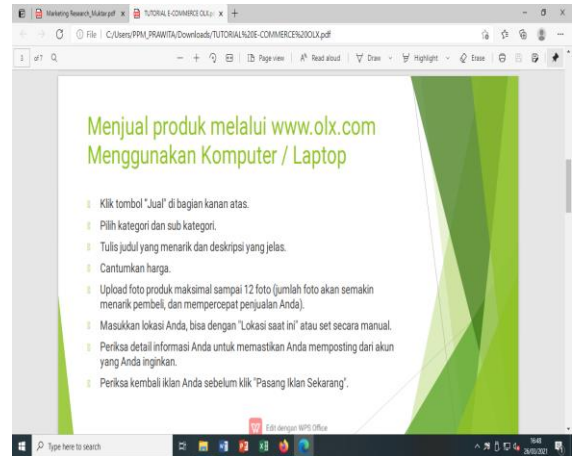 Marketing Research_Muktar.pdf
TUTORIAL E-COMMERCE OLX.p
File | C:/Users/PPM_PRAWITA/Downloads/TUTORIAL%20E-COMMERCE%20OLX.pdf
3 of 7
Page view
Read aloud
Draw
Highlight
Erase
Menjual produk melalui www.olx.com
Menggunakan Komputer / Laptop
Klik tombol "Jual" di bagian kanan atas.
Pilih kategori dan sub kategori.
Tulis judul yang menarik dan deskripsi yang jelas.
Cantumkan harga.
Upload foto produk maksimal sampai 12 foto (jumlah foto akan semakin
menarik pembeli, dan mempercepat penjualan Anda).
Masukkan lokasi Anda, bisa dengan "Lokasi saat ini" atau set secara manual.
Periksa detail informasi Anda untuk memastikan Anda memposting dari akun
yang Anda inginkan.
Periksa kembali iklan Anda sebelum klik "Pasang Iklan Sekarang".
Edit dengan WPS Office
Type here to search
16:48
26/03/2021